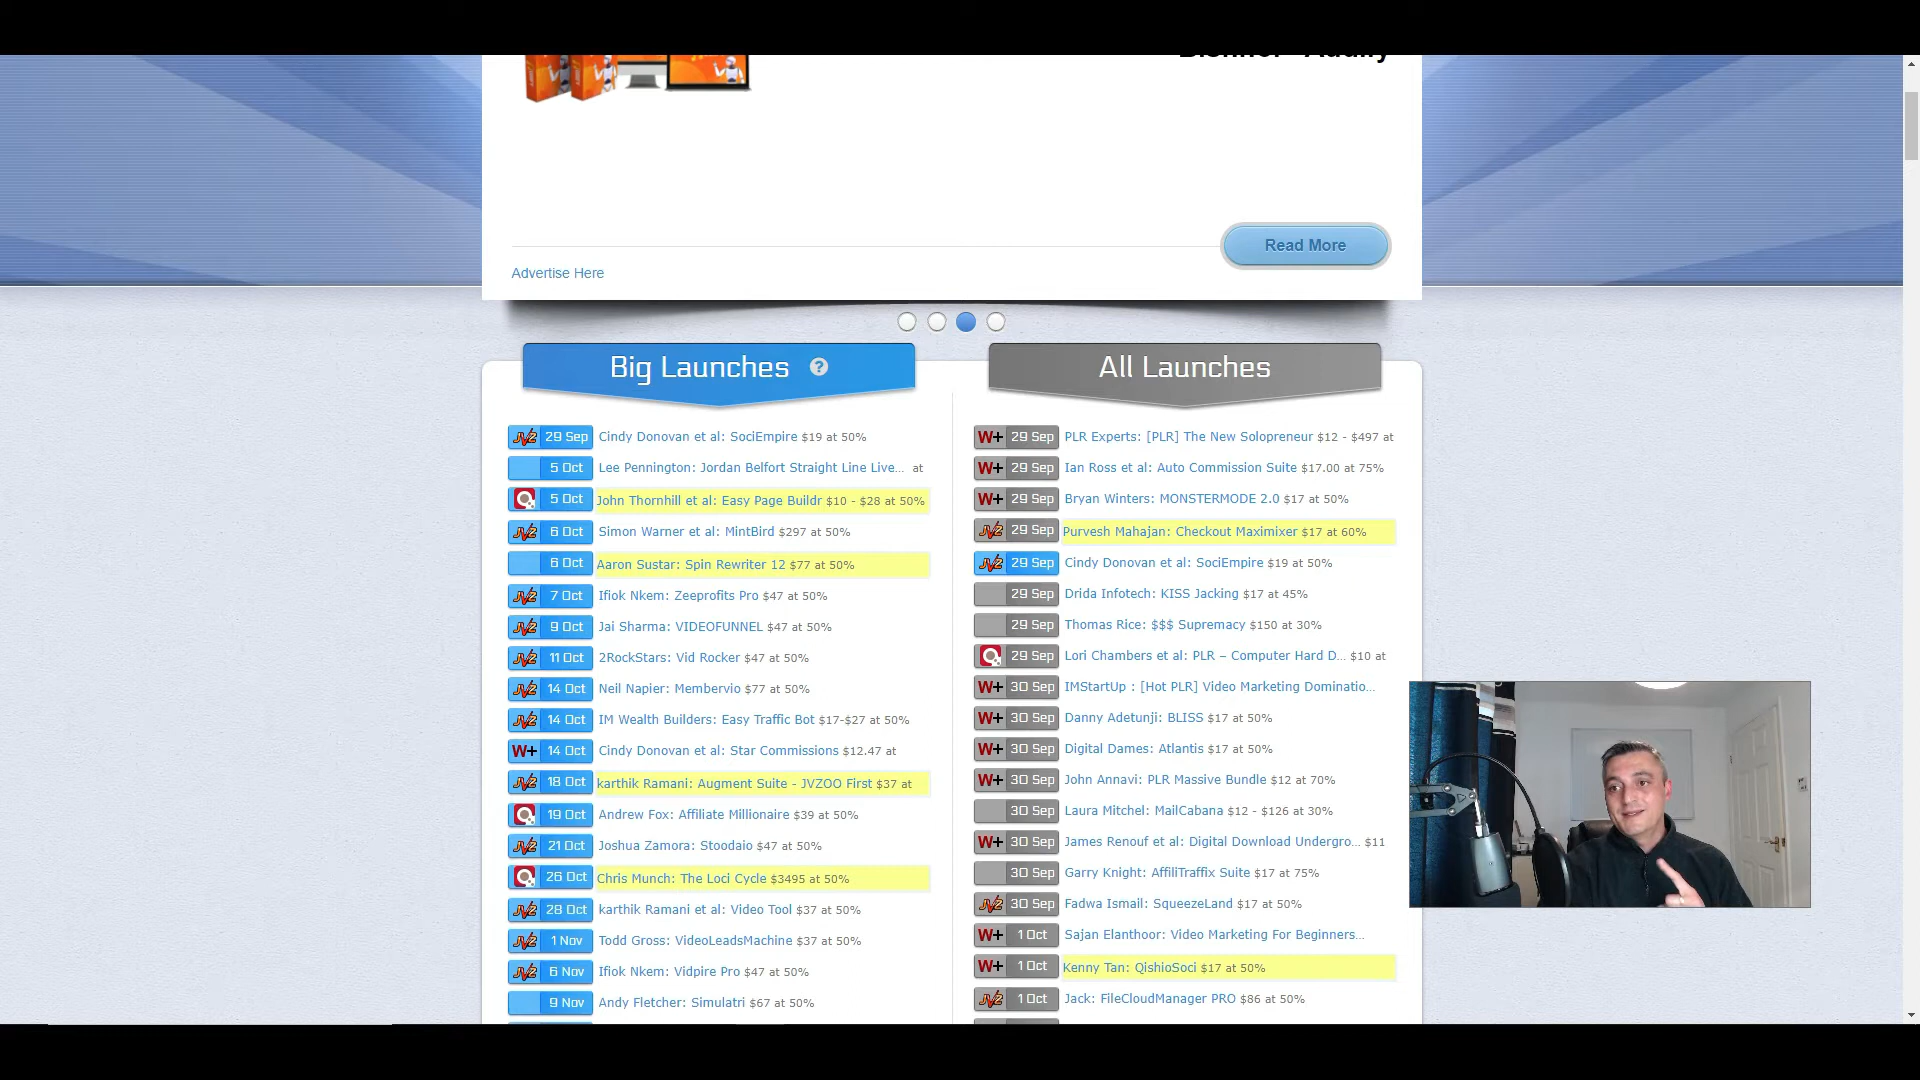 Read More
Advertise Here
Big Launches ?
JV2 29 Sep Cindy Donovan et al: SociEmpire $19 at 50%
5 Oct Lee Pennington: Jordan Belfort Straight Line Live... at
5 Oct John Thornhill et al: Easy Page Buildr $10 - $28 at 50%
JV2 6 Oct Simon Warner et al: MintBird $297 at 50%
6 Oct Aaron Sustar: Spin Rewriter 12 $77 at 50%
JV2 7 Oct Ifiok Nkem: Zeeprofits Pro $47 at 50%
JV2 9 Oct Jai Sharma: VIDEOFUNNEL $47 at 50%
JV2 11 Oct 2RockStars: Vid Rocker $47 at 50%
JV2 14 Oct Neil Napier: Membervio $77 at 50%
JV2 14 Oct IM Wealth Builders: Easy Traffic Bot $17-$27 at 50%
W+ 14 Oct Cindy Donovan et al: Star Commissions $12.47 at
JV2 18 Oct karthik Ramani: Augment Suite - JVZOO First $37 at
19 Oct Andrew Fox: Affiliate Millionaire $39 at 50%
JV2 21 Oct Joshua Zamora: Stoodaio $47 at 50%
26 Oct Chris Munch: The Loci Cycle $3495 at 50%
JV2 28 Oct karthik Ramani et al: Video Tool $37 at 50%
JV2 1 Nov Todd Gross: VideoLeadsMachine $37 at 50%
JV2 6 Nov Ifiok Nkem: Vidpire Pro $47 at 50%
9 Nov Andy Fletcher: Simulatri $67 at 50%
All Launches
W+ 29 Sep PLR Experts: [PLR] The New Solopreneur $12 - $497 at
W+ 29 Sep Ian Ross et al: Auto Commission Suite $17.00 at 75%
W+ 29 Sep Bryan Winters: MONSTERMODE 2.0 $17 at 50%
JV2 29 Sep Purvesh Mahajan: Checkout Maximixer $17 at 60%
JV2 29 Sep Cindy Donovan et al: SociEmpire $19 at 50%
29 Sep Drida Infotech: KISS Jacking $17 at 45%
29 Sep Thomas Rice: $$$ Supremacy $150 at 30%
29 Sep Lori Chambers et al: PLR – Computer Hard D... $10 at
W+ 30 Sep IMStartUp : [Hot PLR] Video Marketing Dominatio...
W+ 30 Sep Danny Adetunji: BLISS $17 at 50%
W+ 30 Sep Digital Dames: Atlantis $17 at 50%
W+ 30 Sep John Annavi: PLR Massive Bundle $12 at 70%
30 Sep Laura Mitchel: MailCabana $12 - $126 at 30%
W+ 30 Sep James Renouf et al: Digital Download Undergro... $11
30 Sep Garry Knight: AffiliTraffix Suite $17 at 75%
JV2 30 Sep Fadwa Ismail: SqueezeLand $17 at 50%
W+ 1 Oct Sajan Elanthoor: Video Marketing For Beginners...
W+ 1 Oct Kenny Tan: QishioSoci $17 at 50%
JV2 1 Oct Jack: FileCloudManager PRO $86 at 50%